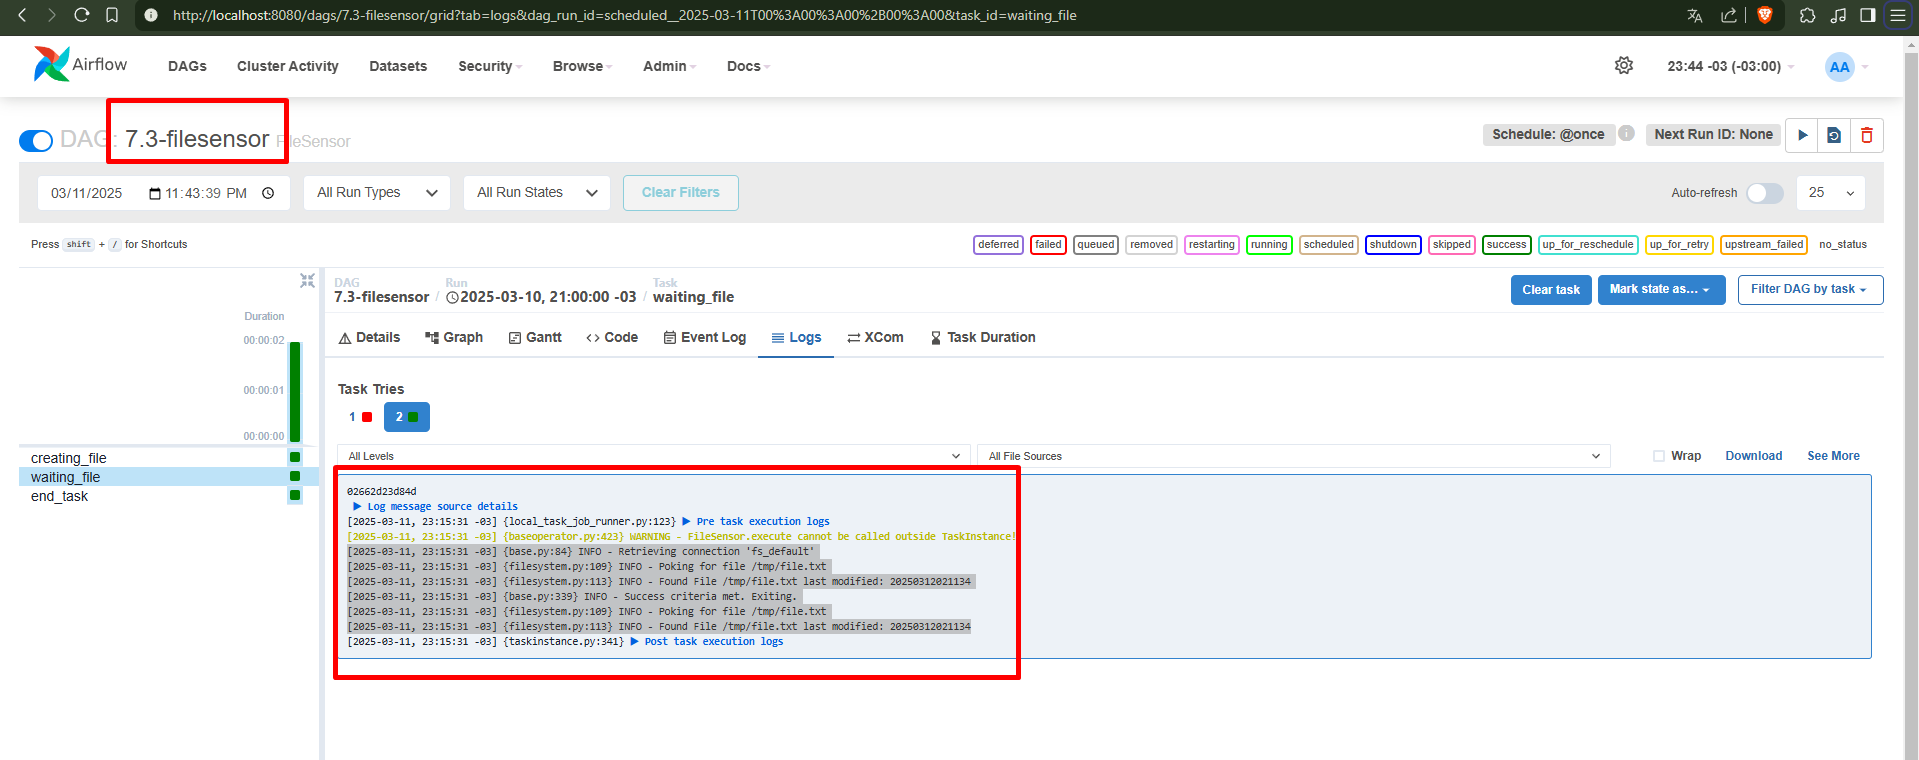 http://localhost:8080/dags/7.3-filesensor/grid?tab=logs&dag_run_id=scheduled__2025-03-11T00%3A00%3A00%2B00%3A00&task_id=waiting_file
Airflow DAGs Cluster Activity Datasets Security Browse Admin Docs 23:44 -03 (-03:00) AA
DAG: 7.3-filesensor FileSensor Schedule: @once Next Run ID: None
03/11/2025 11:43:39 PM All Run Types All Run States Clear Filters Auto-refresh 25
Press shift + / for Shortcuts deferred failed queued removed restarting running scheduled shutdown skipped success up_for_reschedule up_for_retry upstream_failed no_status
DAG Run Task
7.3-filesensor / 2025-03-10, 21:00:00 -03 / waiting_file Clear task Mark state as... Filter DAG by task
Duration
00:00:02
00:00:01
00:00:00
creating_file
waiting_file
end_task
Details Graph Gantt Code Event Log Logs XCom Task Duration
Task Tries
1 2
All Levels All File Sources Wrap Download See More
02662d23d84d
Log message source details
[2025-03-11, 23:15:31 -03] {local_task_job_runner.py:123} Pre task execution logs
[2025-03-11, 23:15:31 -03] {baseoperator.py:423} WARNING - FileSensor.execute cannot be called outside TaskInstance!
[2025-03-11, 23:15:31 -03] {base.py:84} INFO - Retrieving connection 'fs_default'
[2025-03-11, 23:15:31 -03] {filesystem.py:109} INFO - Poking for file /tmp/file.txt
[2025-03-11, 23:15:31 -03] {filesystem.py:113} INFO - Found File /tmp/file.txt last modified: 20250312021134
[2025-03-11, 23:15:31 -03] {base.py:339} INFO - Success criteria met. Exiting.
[2025-03-11, 23:15:31 -03] {filesystem.py:109} INFO - Poking for file /tmp/file.txt
[2025-03-11, 23:15:31 -03] {filesystem.py:113} INFO - Found File /tmp/file.txt last modified: 20250312021134
[2025-03-11, 23:15:31 -03] {taskinstance.py:341} Post task execution logs